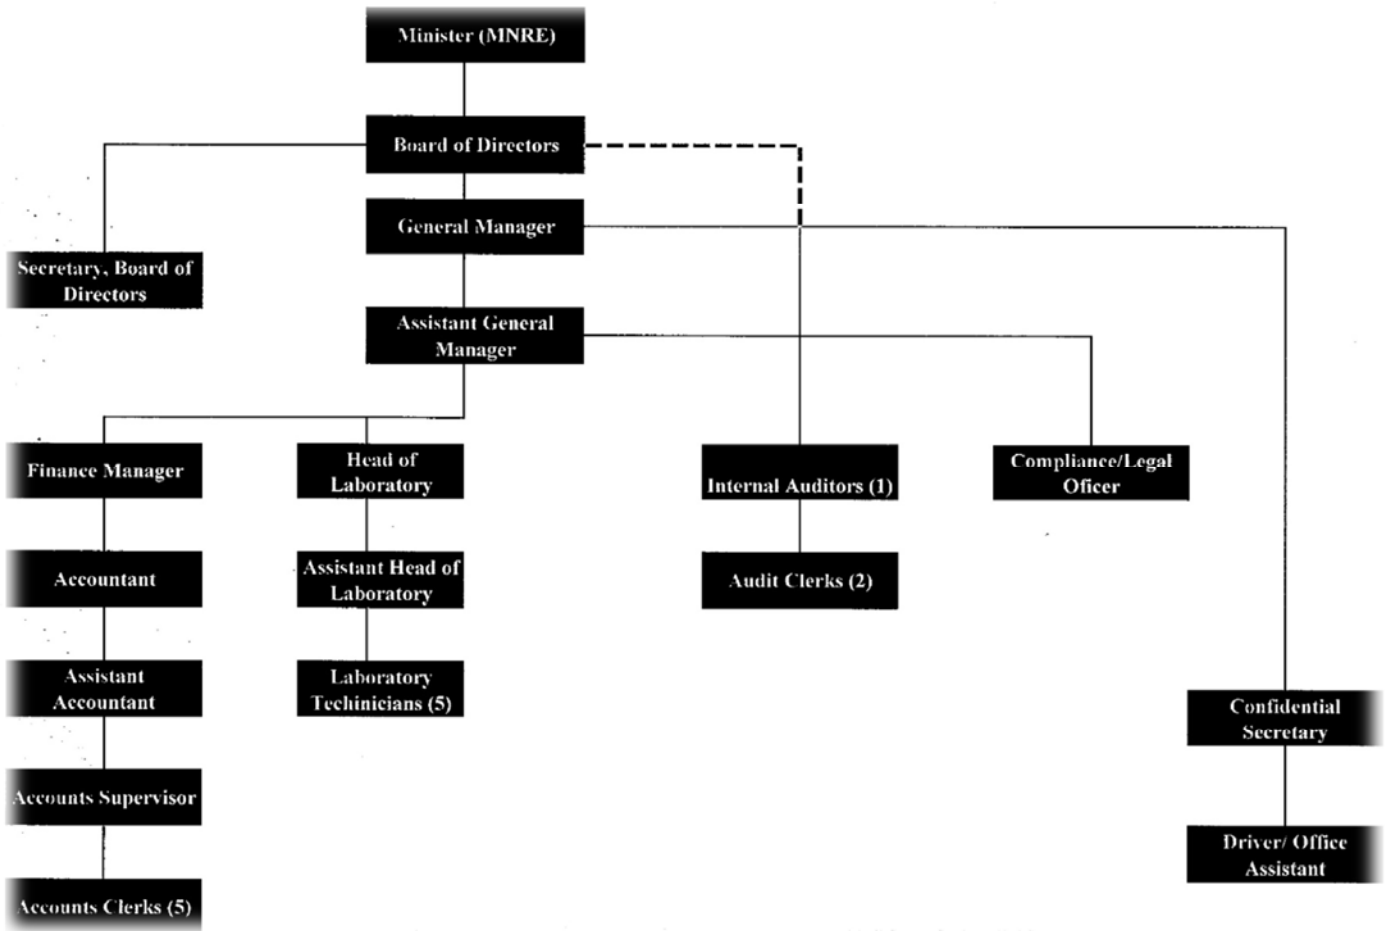 Minister (MNRE)
Board of Directors
General Manager
Secretary, Board of
Directors
Assistant General
Manager
Finance Manager
Head of
Laboratory
Internal Auditors (1)
Compliance/Legal
Oficer
Accountant
Assistant Head of
Laboratory
Audit Clerks (2)
Assistant
Accountant
Laboratory
Techinicians (5)
Confidential
Secretary
Accounts Supervisor
Driver/ Office
Assistant
Accounts Clerks (5)